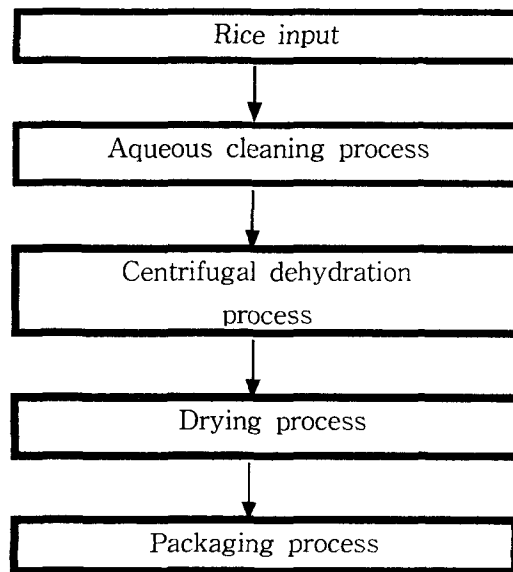 Rice input
Aqueous cleaning process
Centrifugal dehydration
process
Drying process
Packaging process